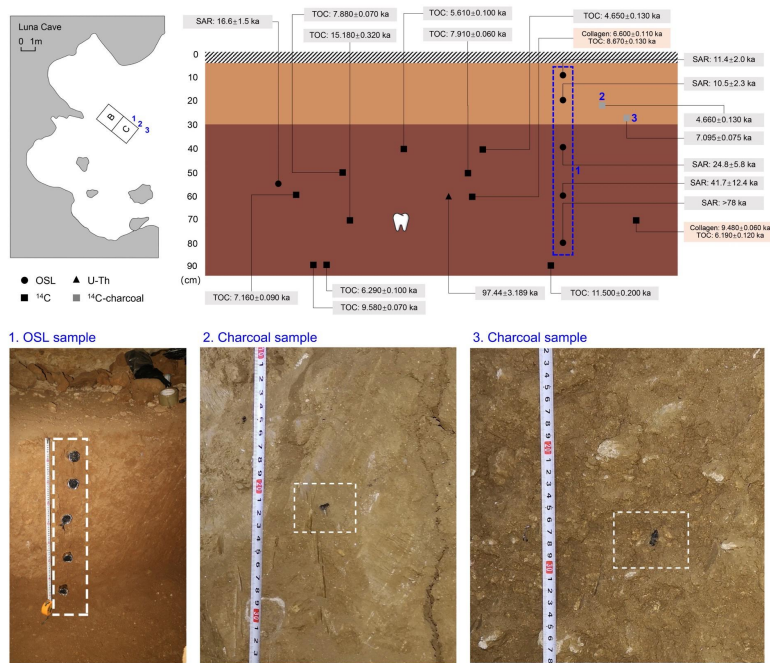 Luna Cave
0 1m
B
C
1
2
3
OSL
U-Th
14C
14C-charcoal
SAR: 16.6±1.5 ka
TOC: 7.880±0.070 ka
TOC: 15.180±0.320 ka
TOC: 5.610±0.100 ka
TOC: 7.910±0.060 ka
TOC: 4.650±0.130 ka
Collagen: 6.600±0.110 ka
TOC: 8.670±0.130 ka
0
10
20
30
40
50
60
70
80
90
(cm)
2
3
1
SAR: 11.4±2.0 ka
SAR: 10.5±2.3 ka
4.660±0.130 ka
7.095±0.075 ka
SAR: 24.8±5.8 ka
SAR: 41.7±12.4 ka
SAR: >78 ka
Collagen: 9.480±0.060 ka
TOC: 6.190±0.120 ka
TOC: 7.160±0.090 ka
TOC: 6.290±0.100 ka
TOC: 9.580±0.070 ka
97.44±3.189 ka
TOC: 11.500±0.200 ka
1. OSL sample
2. Charcoal sample
3. Charcoal sample